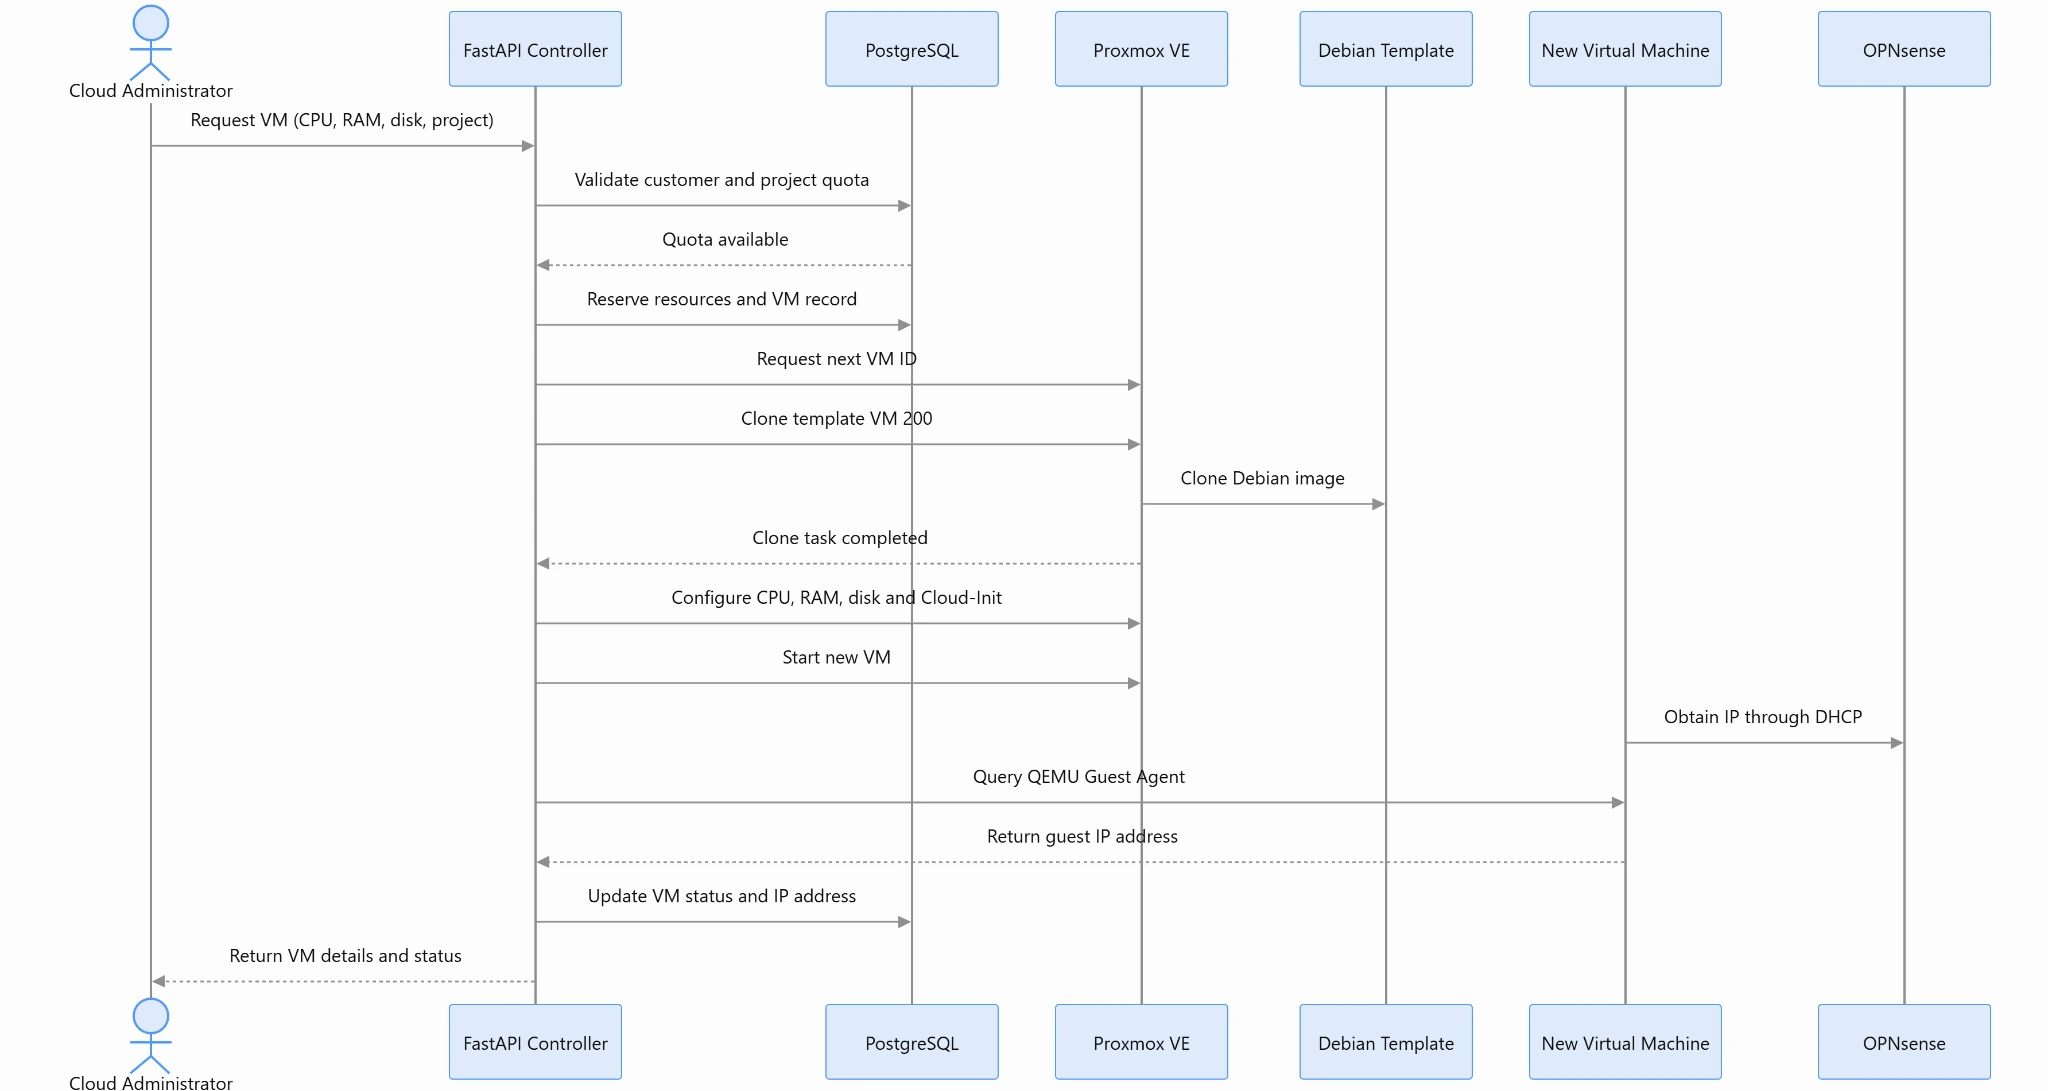 FastAPI Controller
PostgreSQL
Proxmox VE
Debian Template
New Virtual Machine
OPNsense
Cloud Administrator
Request VM (CPU, RAM, disk, project)
Validate customer and project quota
Quota available
Reserve resources and VM record
Request next VM ID
Clone template VM 200
Clone Debian image
Clone task completed
Configure CPU, RAM, disk and Cloud-Init
Start new VM
Obtain IP through DHCP
Query QEMU Guest Agent
Return guest IP address
Update VM status and IP address
Return VM details and status
FastAPI Controller
PostgreSQL
Proxmox VE
Debian Template
New Virtual Machine
OPNsense
Cloud Administrator